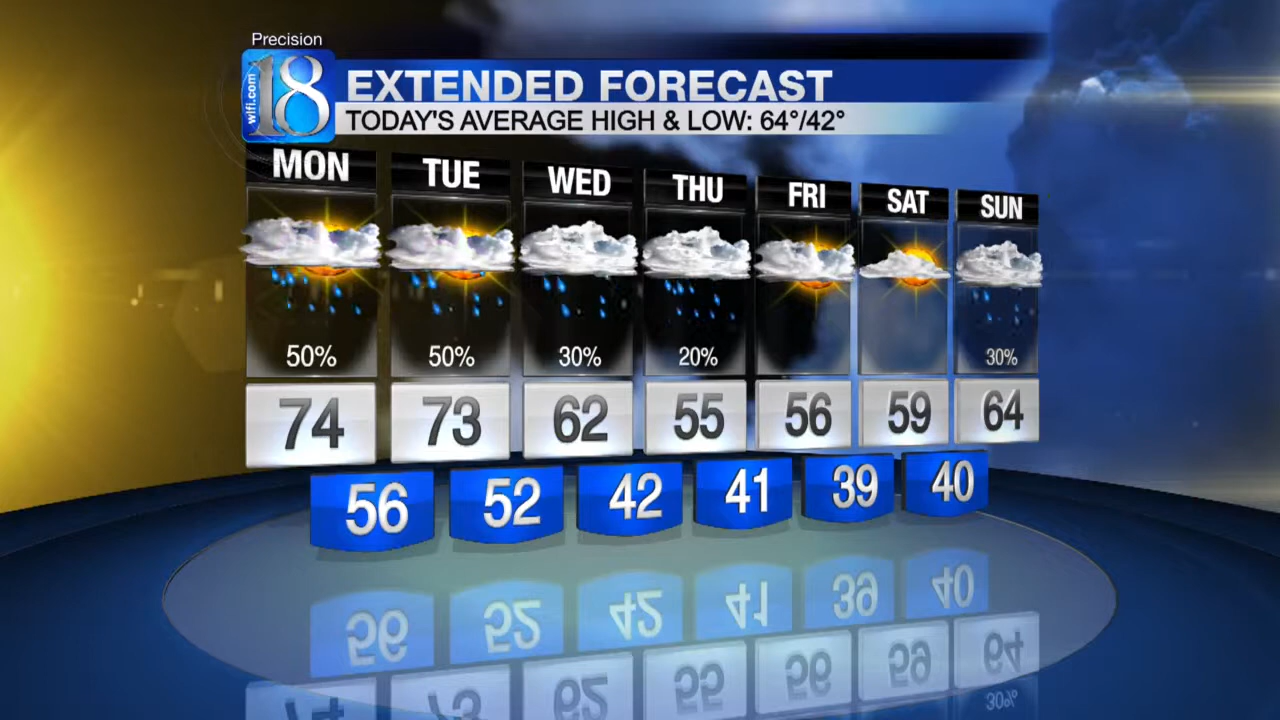 Precision
wlfi.com
18
EXTENDED FORECAST
TODAY'S AVERAGE HIGH & LOW: 64°/42°
MON TUE WED THU FRI SAT SUN
50% 50% 30% 20% 30%
74 73 62 55 56 59 64
56 52 42 41 39 40